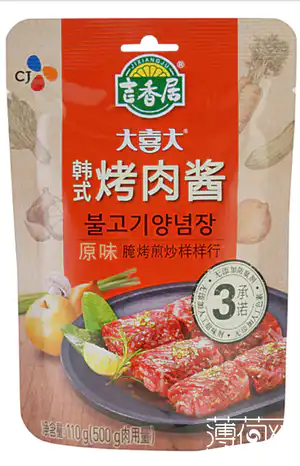 CJ
JIXIANGJU
吉香居
大喜大®
韩式
烤肉酱
불고기양념장
原味 腌烤煎炒样样行
3承诺
净含量:110g(500g肉用量)
薄荷